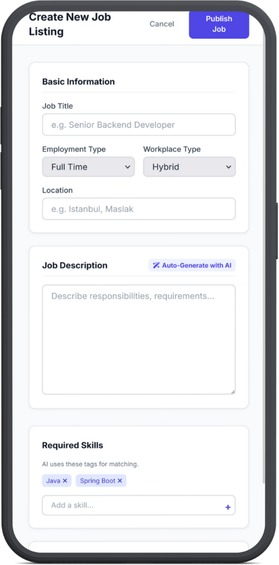 Create New Job
Listing
Cancel
Publish
Job
Basic Information
Job Title
e.g. Senior Backend Developer
Employment Type
Workplace Type
Full Time
Hybrid
Location
e.g. Istanbul, Maslak
Job Description
Auto-Generate with AI
Describe responsibilities, requirements...
Required Skills
AI uses these tags for matching.
Java ×
Spring Boot ×
Add a skill...
+